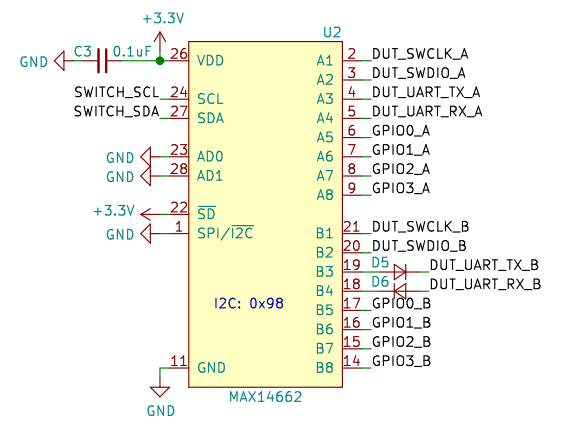 +3.3V
U2
C3 0.1uF
GND
26 VDD A1 2 DUT_SWCLK_A
A2 3 DUT_SWDIO_A
SWITCH_SCL 24 SCL A3 4 DUT_UART_TX_A
SWITCH_SDA 27 SDA A4 5 DUT_UART_RX_A
A5 6 GPIO0_A
GND 23 AD0 A6 7 GPIO1_A
GND 28 AD1 A7 8 GPIO2_A
A8 9 GPIO3_A
+3.3V 22 SD
GND 1 SPI/I2C B1 21 DUT_SWCLK_B
B2 20 DUT_SWDIO_B
B3 19 D5 DUT_UART_TX_B
B4 18 D6 DUT_UART_RX_B
I2C: 0x98 B5 17 GPIO0_B
B6 16 GPIO1_B
B7 15 GPIO2_B
11 GND B8 14 GPIO3_B
MAX14662
GND